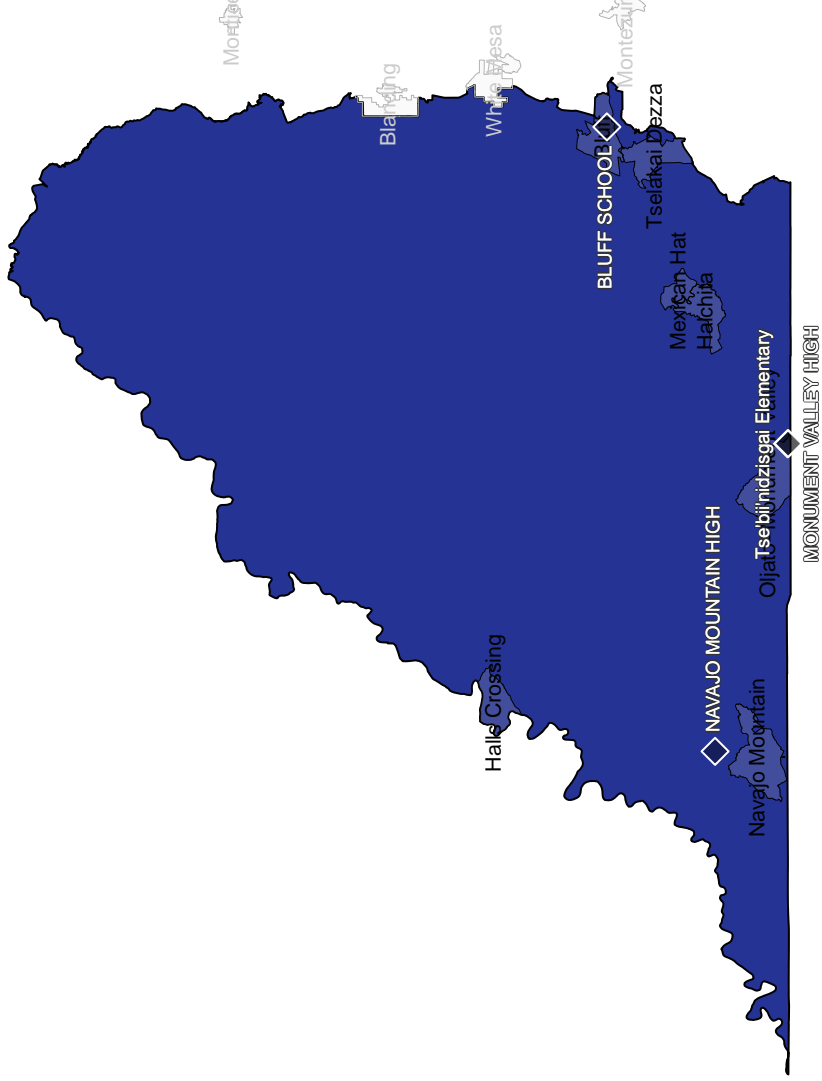 Blanding
White Mesa
Bluff
BLUFF SCHOOL
Tselakai Dezza
Mexican Hat
Halchita
Tse'bii'nidzisgai Elementary
Oljato-Monument Valley
MONUMENT VALLEY HIGH
NAVAJO MOUNTAIN HIGH
Halls Crossing
Navajo Mountain